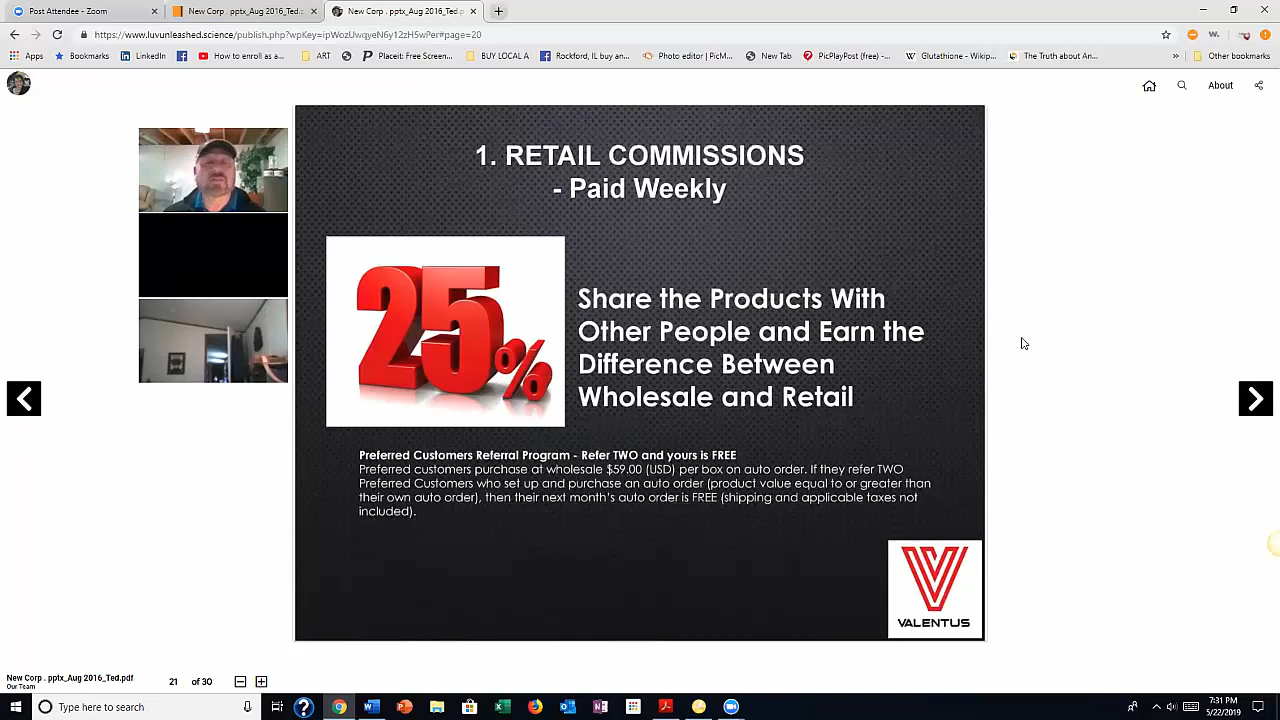 Post Attendee - Zoom
New Corp . pptx_Aug 2016_Ted.pdf
New Corp . pptx_Aug 2016_Ted.pdf
https://www.luvunleashed.science/publish.php?wpKey=ipWozUwqyeN6y12zH5wPer#page=20
Apps
Bookmarks
LinkedIn
How to enroll as a...
ART
Placeit: Free Screen...
BUY LOCAL A
Rockford, IL buy an...
Photo editor | PicM...
New Tab
PicPlayPost (free) -...
Glutathione - Wikip...
The Truth about An...
Other bookmarks
About
1. RETAIL COMMISSIONS
- Paid Weekly
25%
Share the Products With
Other People and Earn the
Difference Between
Wholesale and Retail
Preferred Customers Referral Program - Refer TWO and yours is FREE
Preferred customers purchase at wholesale $59.00 (USD) per box on auto order. If they refer TWO
Preferred Customers who set up and purchase an auto order (product value equal to or greater than
their own auto order), then their next month's auto order is FREE (shipping and applicable taxes not
included).
VALENTUS
New Corp . pptx_Aug 2016_Ted.pdf
Our Team
21 of 30
Type here to search
7:31 PM
5/22/2019